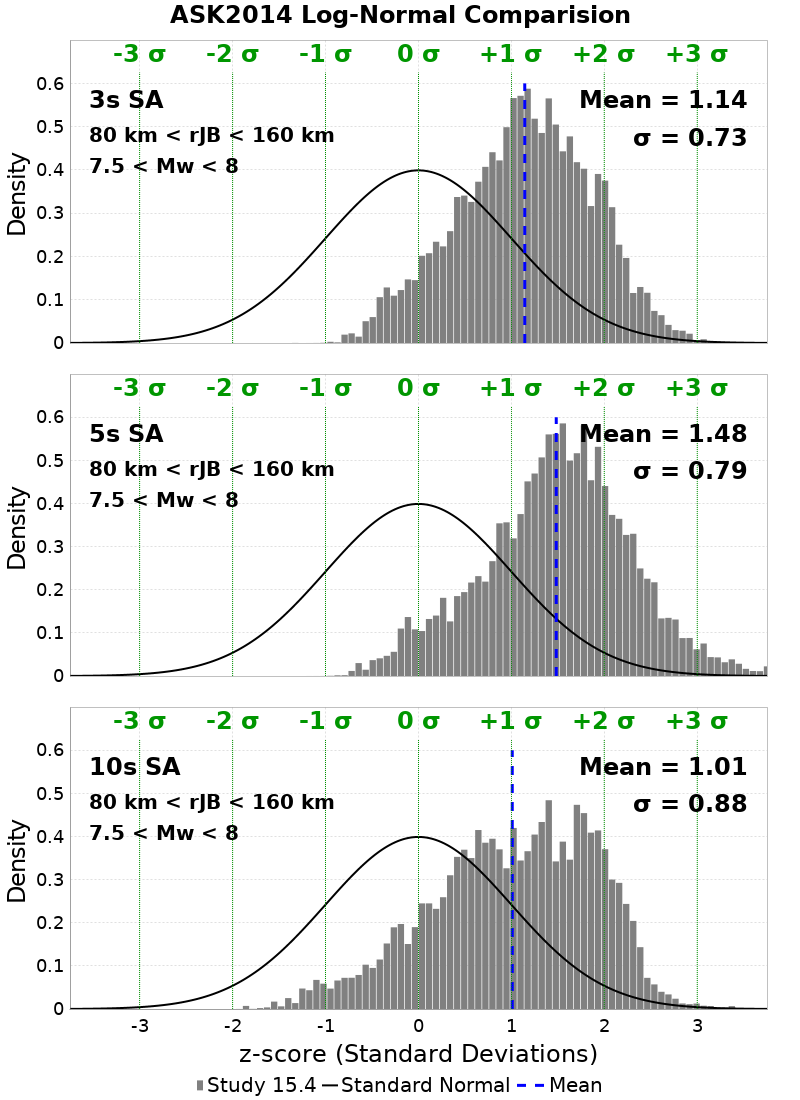 ASK2014 Log-Normal Comparision
-3 σ -2 σ -1 σ 0 σ +1 σ +2 σ +3 σ
0.6
3s SA Mean = 1.14
80 km < rJB < 160 km σ = 0.73
0.5
7.5 < Mw < 8
0.4
0.3
0.2
0.1
0
Density
-3 σ -2 σ -1 σ 0 σ +1 σ +2 σ +3 σ
0.6
5s SA Mean = 1.48
80 km < rJB < 160 km σ = 0.79
0.5
7.5 < Mw < 8
0.4
0.3
0.2
0.1
0
Density
-3 σ -2 σ -1 σ 0 σ +1 σ +2 σ +3 σ
0.6
10s SA Mean = 1.01
80 km < rJB < 160 km σ = 0.88
0.5
7.5 < Mw < 8
0.4
0.3
0.2
0.1
0
Density
-3 -2 -1 0 1 2 3
z-score (Standard Deviations)
Study 15.4 Standard Normal Mean